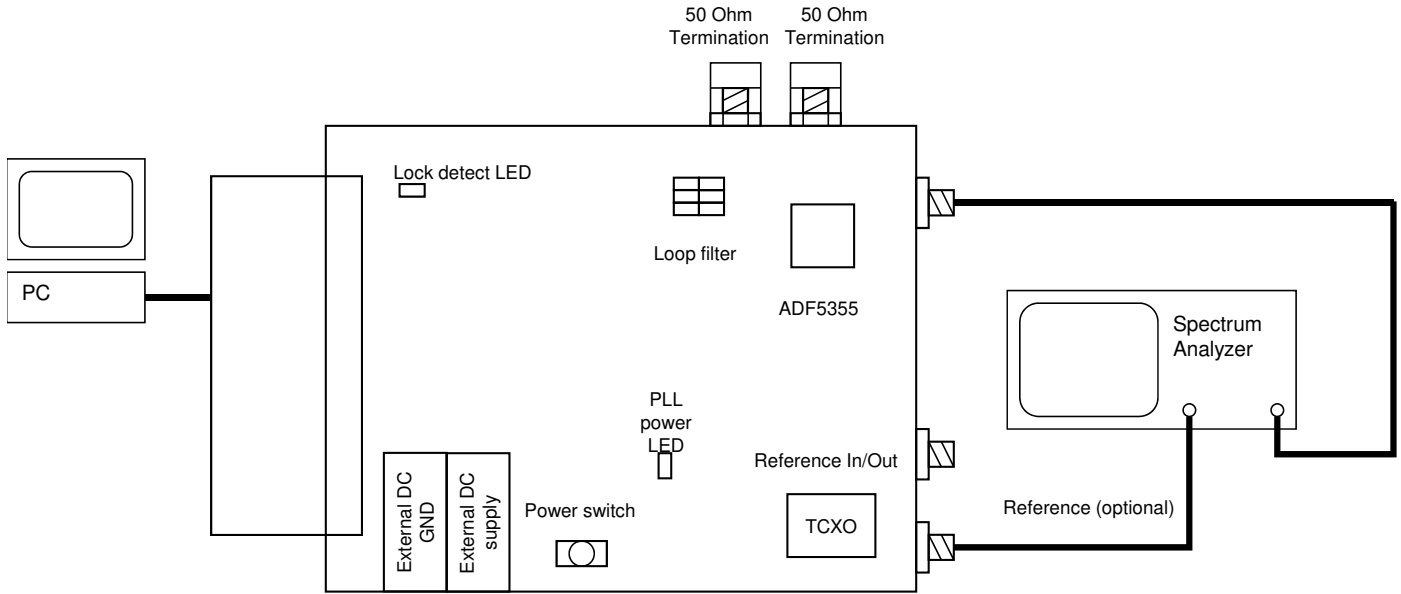 50 Ohm
Termination
50 Ohm
Termination
Lock detect LED
Loop filter
ADF5355
PC
Spectrum
Analyzer
PLL
power
LED
Reference In/Out
External DC
GND
External DC
supply
Power switch
TCXO
Reference (optional)